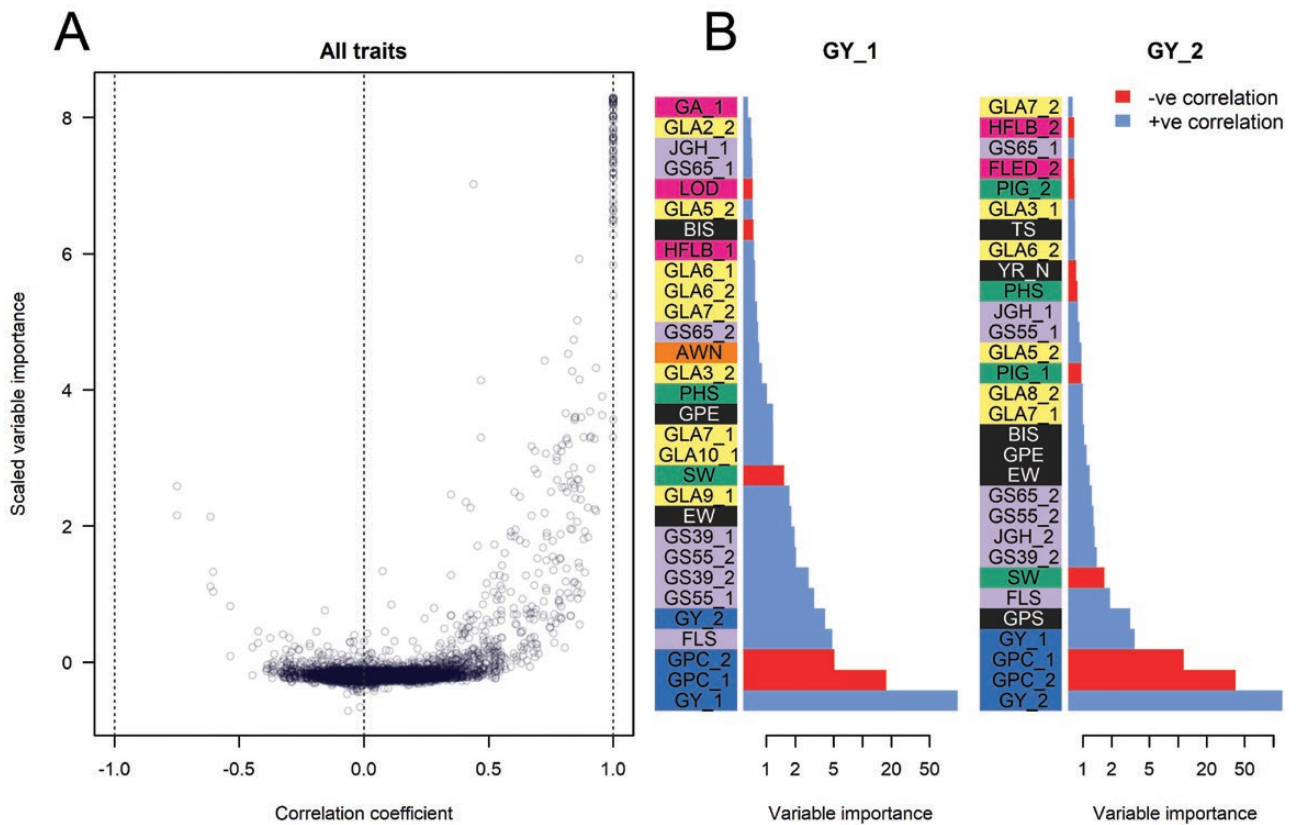 A
All traits
Scaled variable importance
8
6
4
2
0
-1.0 -0.5 0.0 0.5 1.0
Correlation coefficient
B
GY_1
GA_1
GLA2_2
JGH_1
GS65_1
LOD
GLA5_2
BIS
HFLB_1
GLA6_1
GLA6_2
GLA7_2
GS65_2
AWN
GLA3_2
PHS
GPE
GLA7_1
GLA10_1
SW
GLA9_1
EW
GS39_1
GS55_2
GS39_2
GS55_1
GY_2
FLS
GPC_2
GPC_1
GY_1
1 2 5 20 50
Variable importance
GY_2
-ve correlation
+ve correlation
GLA7_2
HFLB_2
GS65_1
FLED_2
PIG_2
GLA3_1
TS
GLA6_2
YR_N
PHS
JGH_1
GS55_1
GLA5_2
PIG_1
GLA8_2
GLA7_1
BIS
GPE
EW
GS65_2
GS55_2
JGH_2
GS39_2
SW
FLS
GPS
GY_1
GPC_1
GPC_2
GY_2
1 2 5 20 50
Variable importance